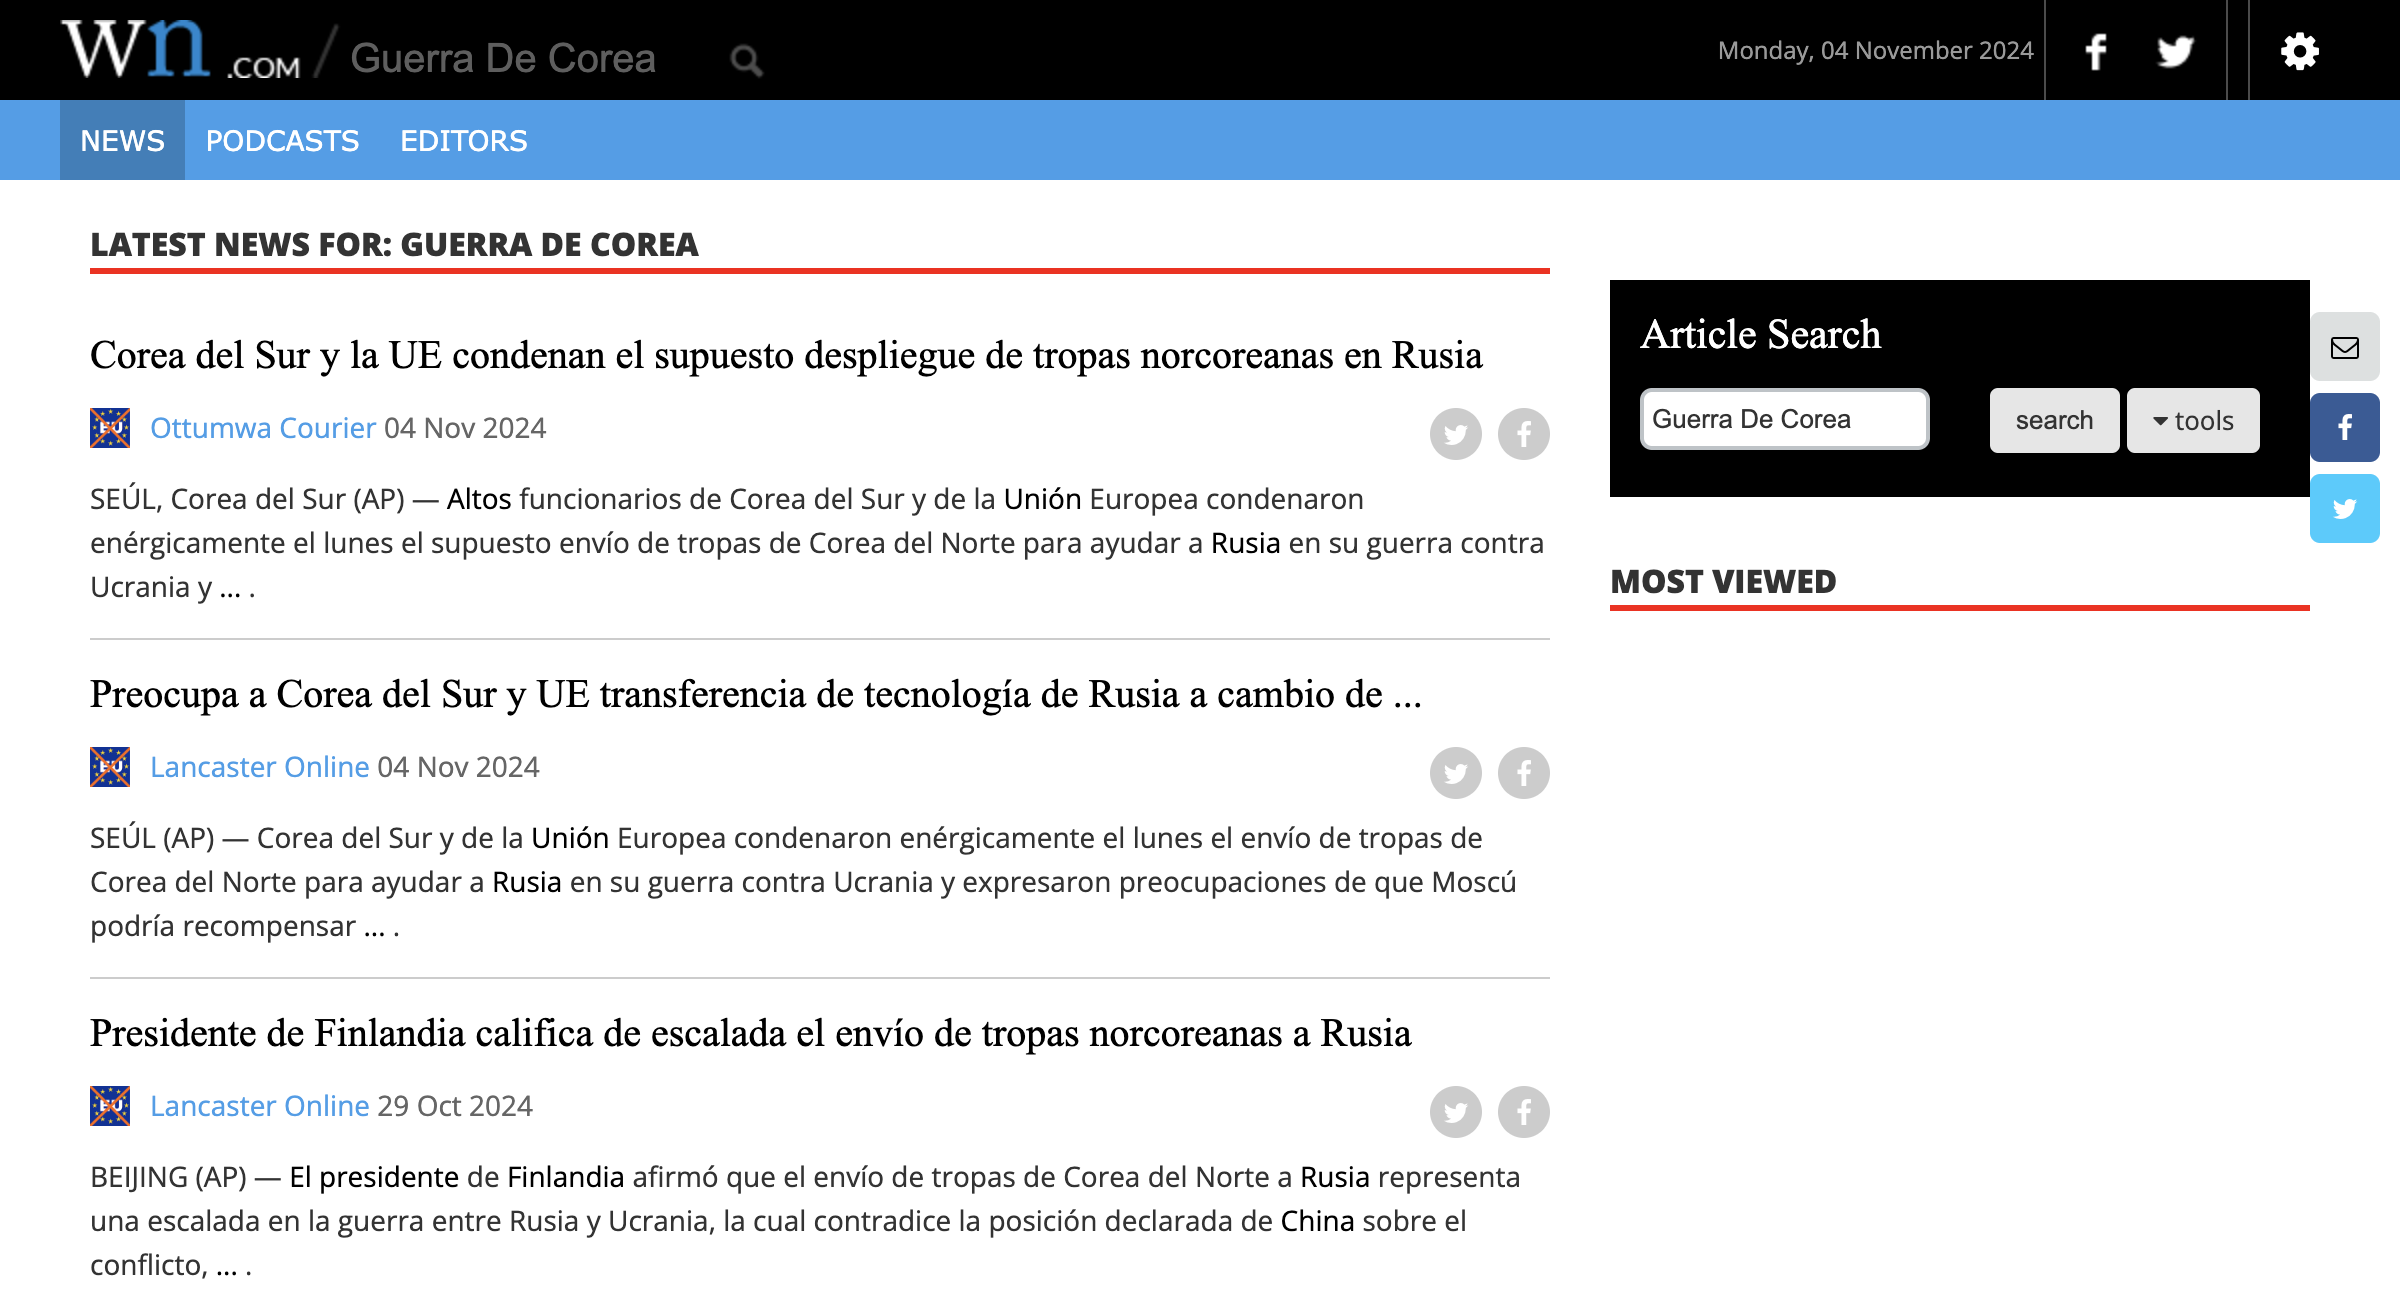 Wn.COM / Guerra De Corea
Monday, 04 November 2024
NEWS PODCASTS EDITORS
LATEST NEWS FOR: GUERRA DE COREA
Corea del Sur y la UE condenan el supuesto despliegue de tropas norcoreanas en Rusia
EU Ottumwa Courier 04 Nov 2024
SEÚL, Corea del Sur (AP) — Altos funcionarios de Corea del Sur y de la Unión Europea condenaron
enérgicamente el lunes el supuesto envío de tropas de Corea del Norte para ayudar a Rusia en su guerra contra
Ucrania y ... .
Preocupa a Corea del Sur y UE transferencia de tecnología de Rusia a cambio de ...
EU Lancaster Online 04 Nov 2024
SEÚL (AP) — Corea del Sur y de la Unión Europea condenaron enérgicamente el lunes el envío de tropas de
Corea del Norte para ayudar a Rusia en su guerra contra Ucrania y expresaron preocupaciones de que Moscú
podría recompensar ... .
Presidente de Finlandia califica de escalada el envío de tropas norcoreanas a Rusia
EU Lancaster Online 29 Oct 2024
BEIJING (AP) — El presidente de Finlandia afirmó que el envío de tropas de Corea del Norte a Rusia representa
una escalada en la guerra entre Rusia y Ucrania, la cual contradice la posición declarada de China sobre el
conflicto, ... .
Article Search
Guerra De Corea search tools
MOST VIEWED